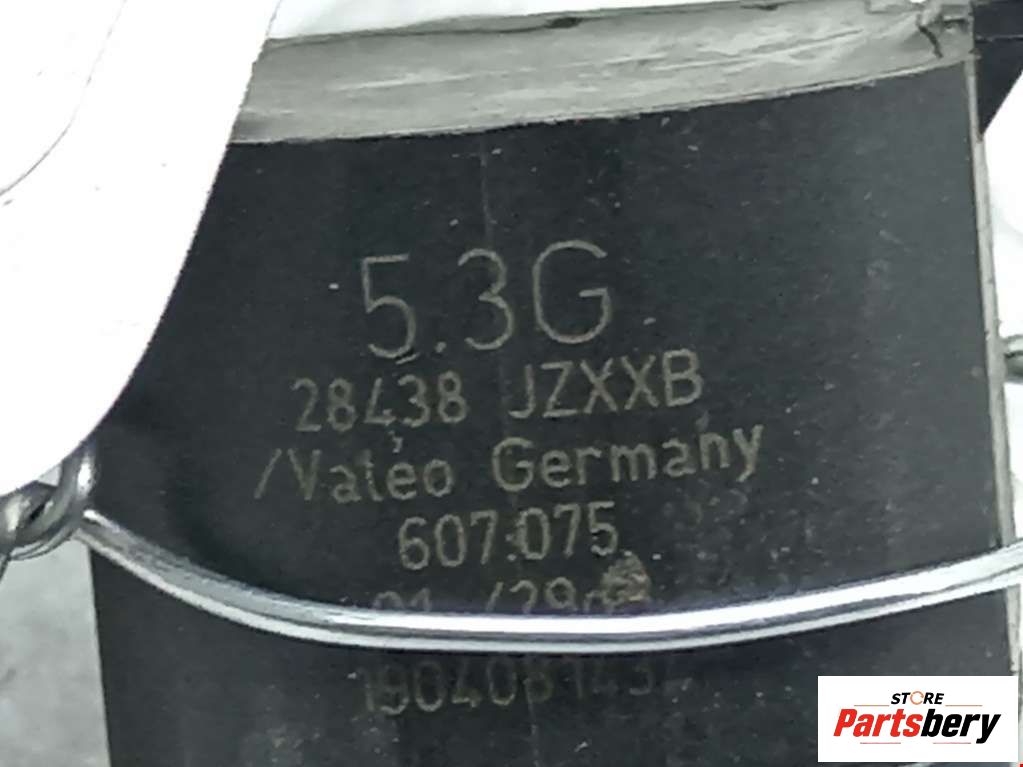 5.3G
28438 JZXXB
/Valeo Germany
607.075
STORE
Partsbery